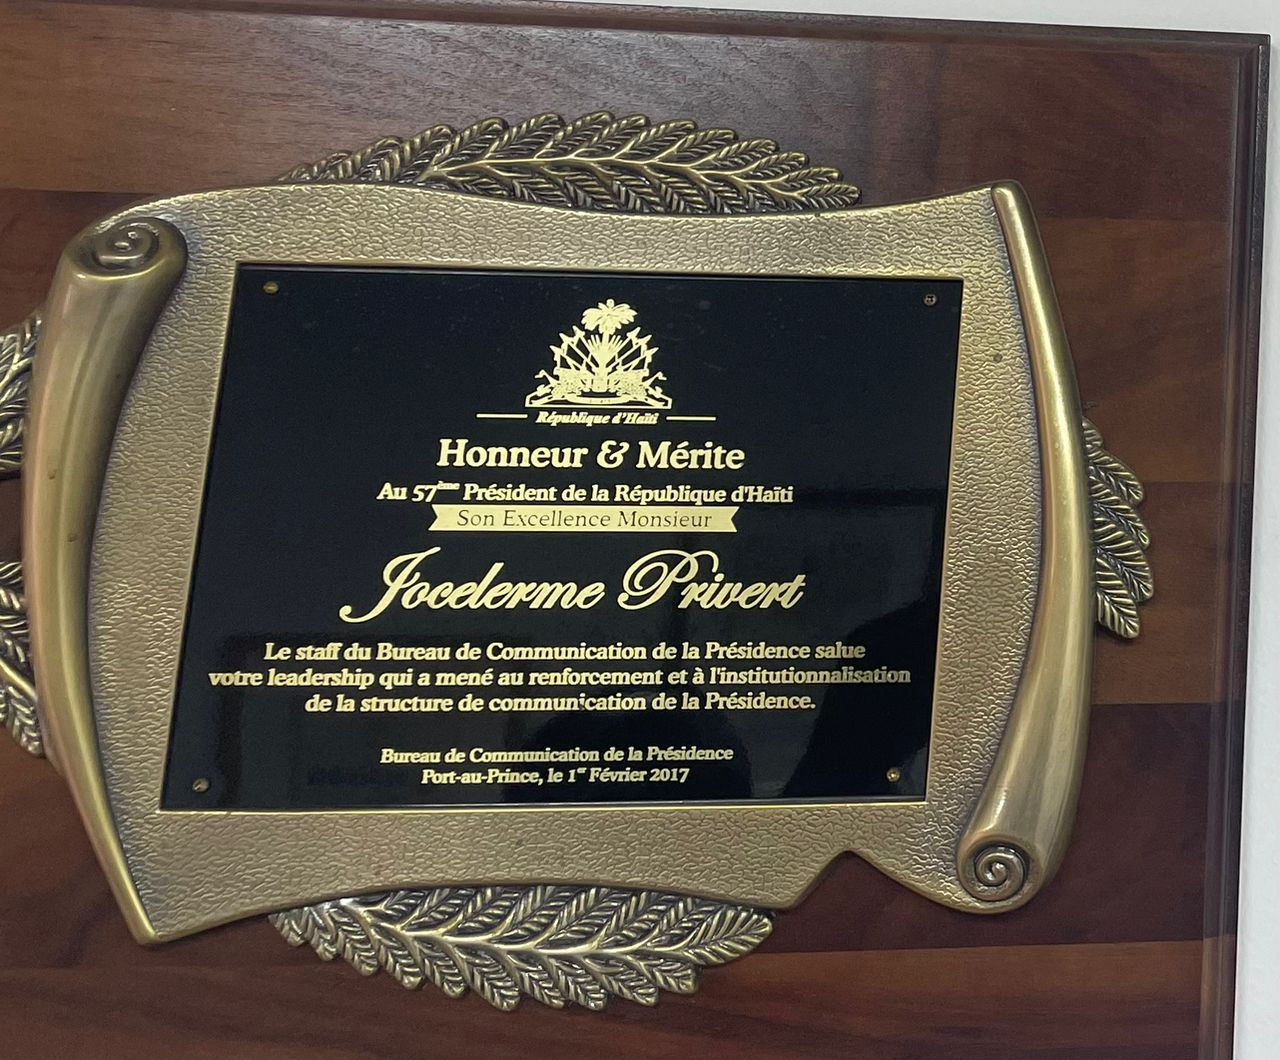 République d'Haïti
Honneur & Mérite
Au 57ème Président de la République d'Haïti
Son Excellence Monsieur
Jocelerme Privert
Le staff du Bureau de Communication de la Présidence salue
votre leadership qui a mené au renforcement et à l'institutionnalisation
de la structure de communication de la Présidence.
Bureau de Communication de la Présidence
Port-au-Prince, le 1er Février 2017